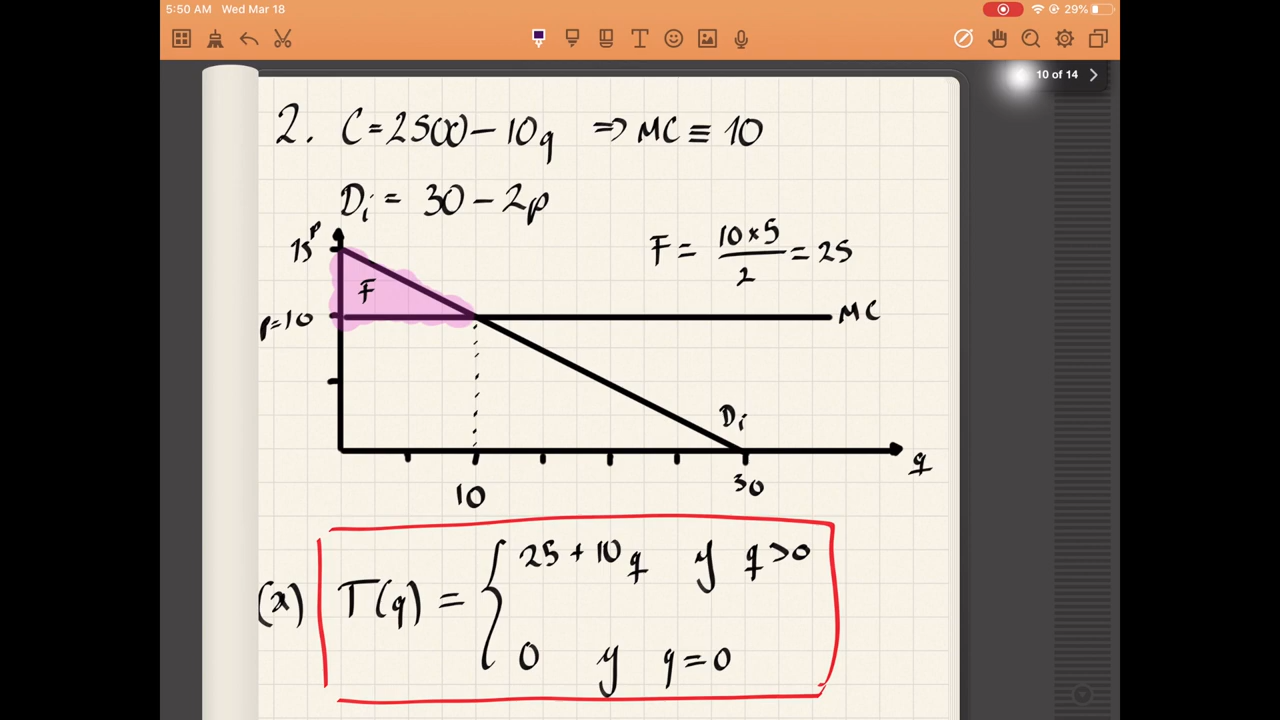 5:50 AM Wed Mar 18
29%
10 of 14
2. C=2500-10q ⇒ MC ≡ 10
Di = 30-2p
p
15
F = 10×5/2 = 25
F
p=10
MC
Di
q
10
30
(a) T(q) = { 25+10q if q>0
0 if q=0